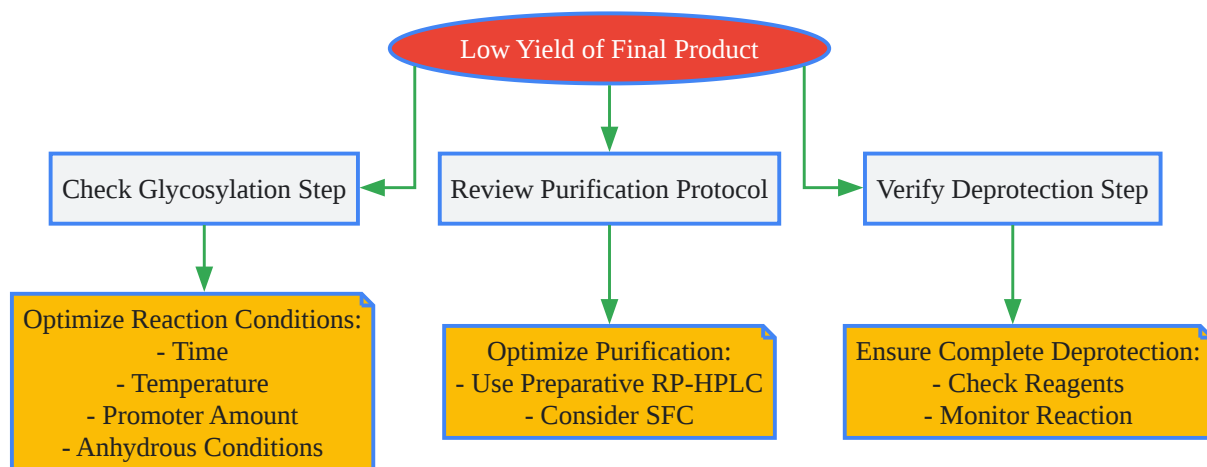 Low Yield of Final Product
Check Glycosylation Step
Review Purification Protocol
Verify Deprotection Step
Optimize Reaction Conditions:
- Time
- Temperature
- Promoter Amount
- Anhydrous Conditions
Optimize Purification:
- Use Preparative RP-HPLC
- Consider SFC
Ensure Complete Deprotection:
- Check Reagents
- Monitor Reaction